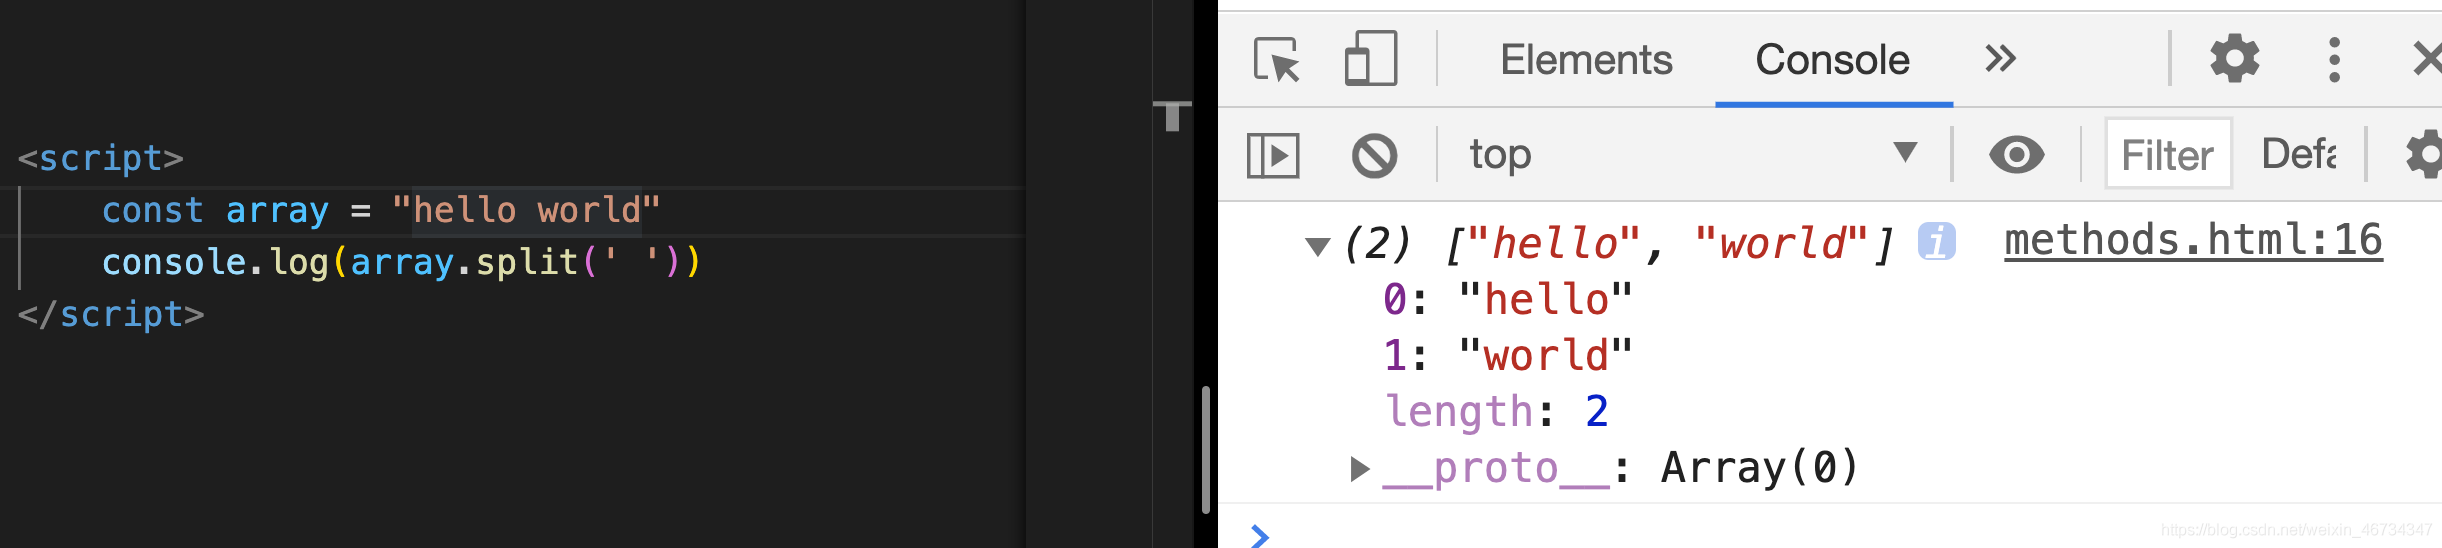 <script>
const array = "hello world"
console.log(array.split(' '))
</script>
Elements Console
top Filter Defa
(2) ["hello", "world"] i methods.html:16
0: "hello"
1: "world"
length: 2
__proto__: Array(0)
https://blog.csdn.net/weixin_46734347